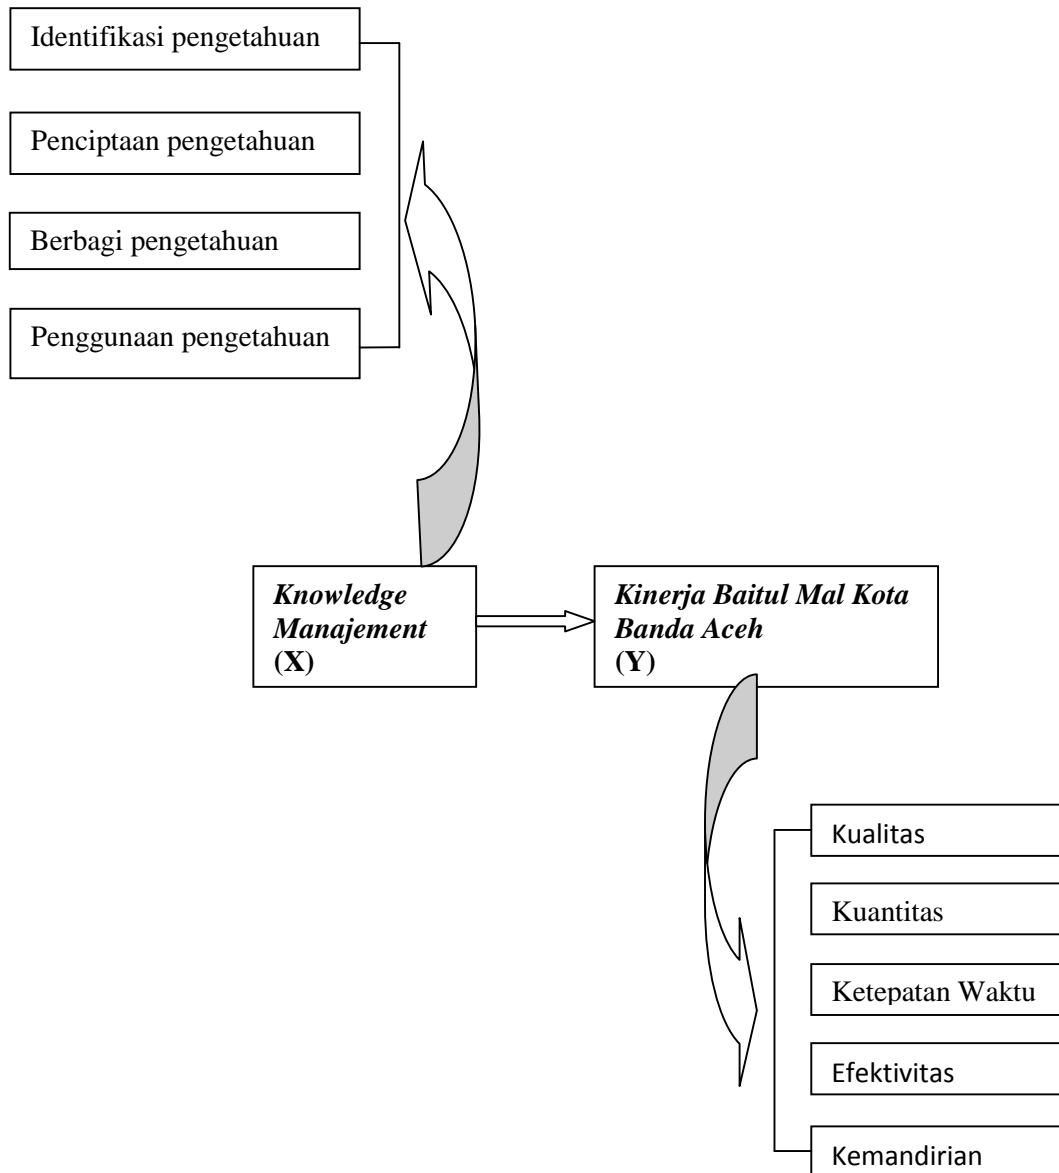 Identifikasi pengetahuan
Penciptaan pengetahuan
Berbagi pengetahuan
Penggunaan pengetahuan
Knowledge
Manajement
(X)
Kinerja Baitul Mal Kota
Banda Aceh
(Y)
Kualitas
Kuantitas
Ketepatan Waktu
Efektivitas
Kemandirian